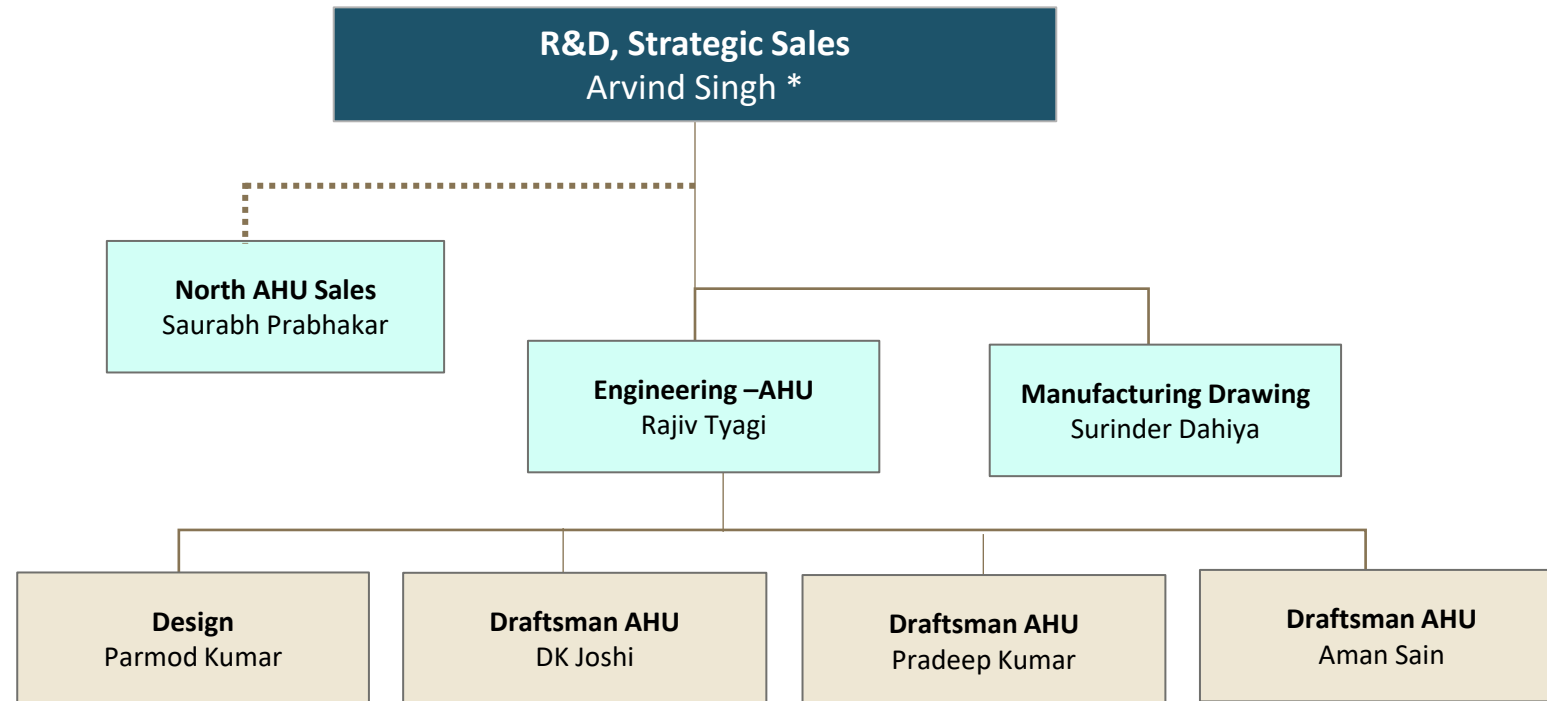 R&D, Strategic Sales
Arvind Singh *
North AHU Sales
Saurabh Prabhakar
Engineering –AHU
Rajiv Tyagi
Manufacturing Drawing
Surinder Dahiya
Design
Parmod Kumar
Draftsman AHU
DK Joshi
Draftsman AHU
Pradeep Kumar
Draftsman AHU
Aman Sain